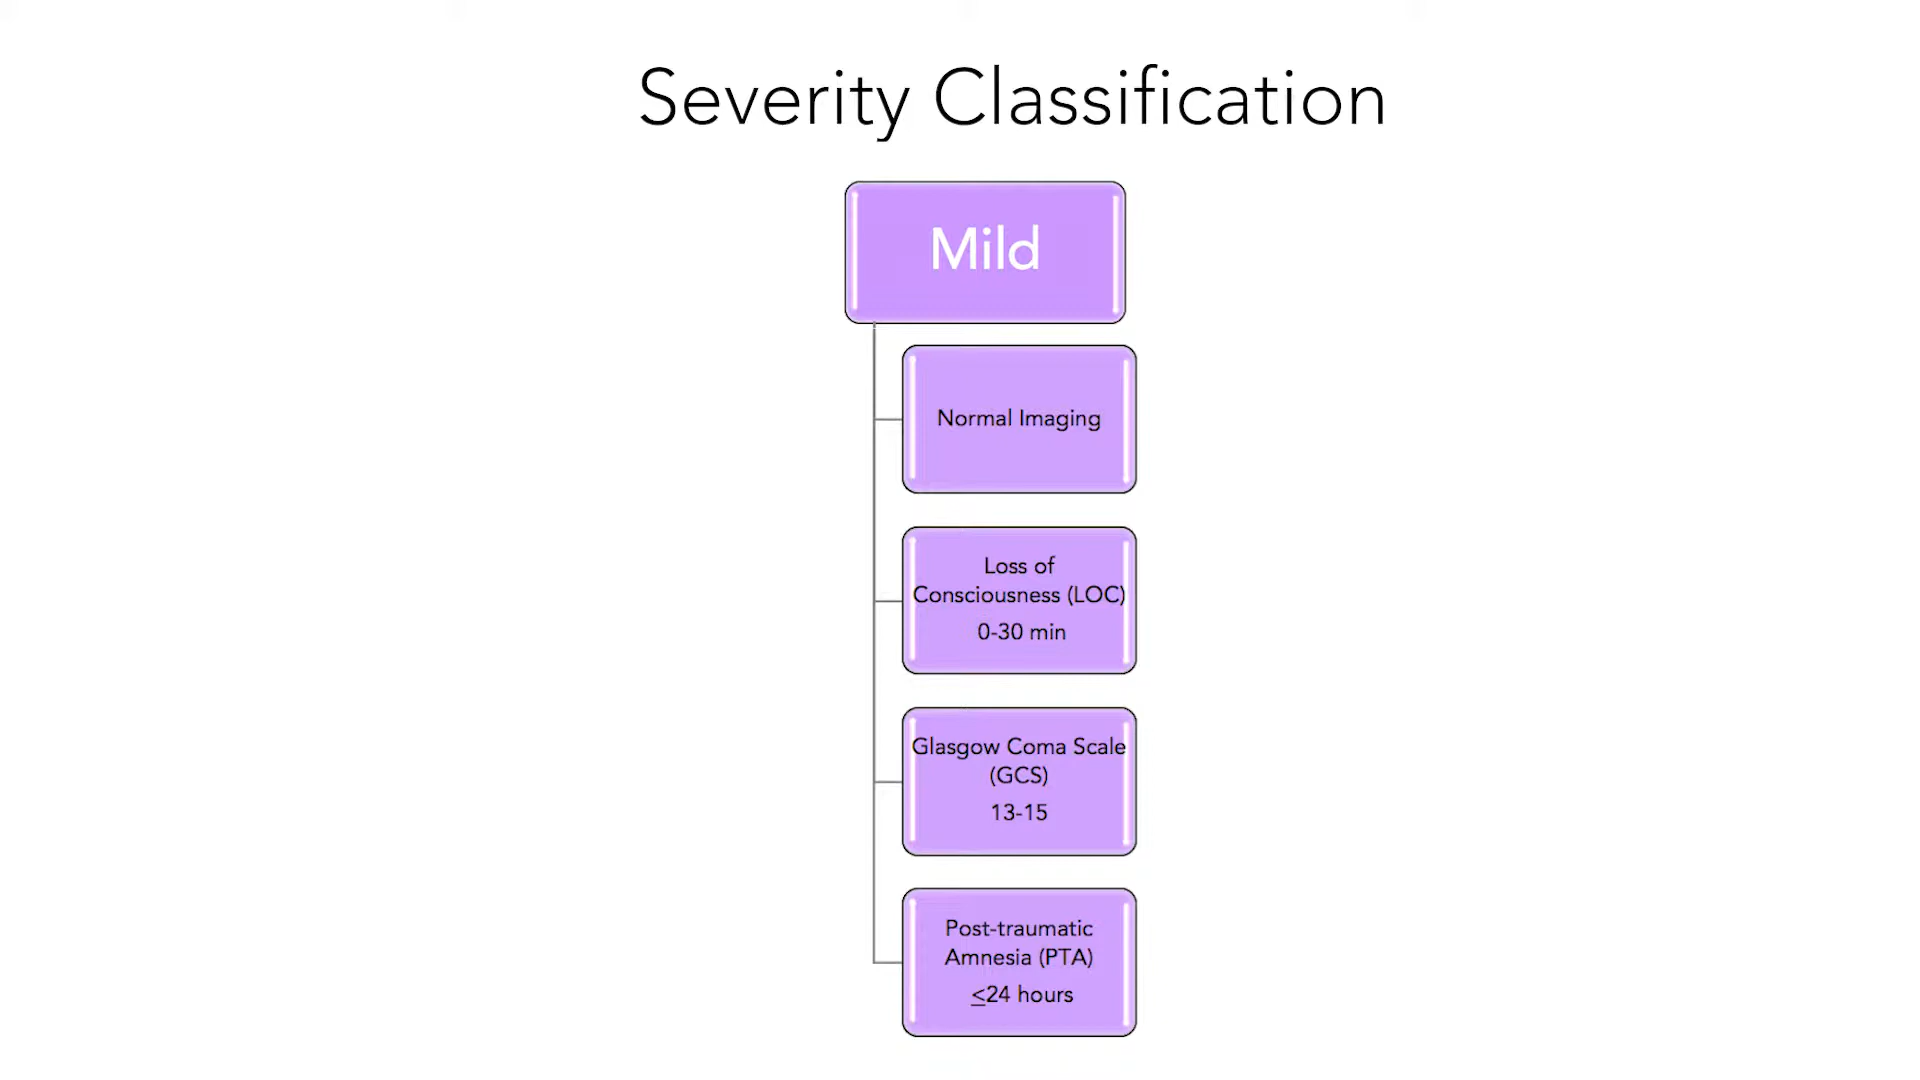 Severity Classification
Mild
Normal Imaging
Loss of
Consciousness (LOC)
0-30 min
Glasgow Coma Scale
(GCS)
13-15
Post-traumatic
Amnesia (PTA)
≤24 hours